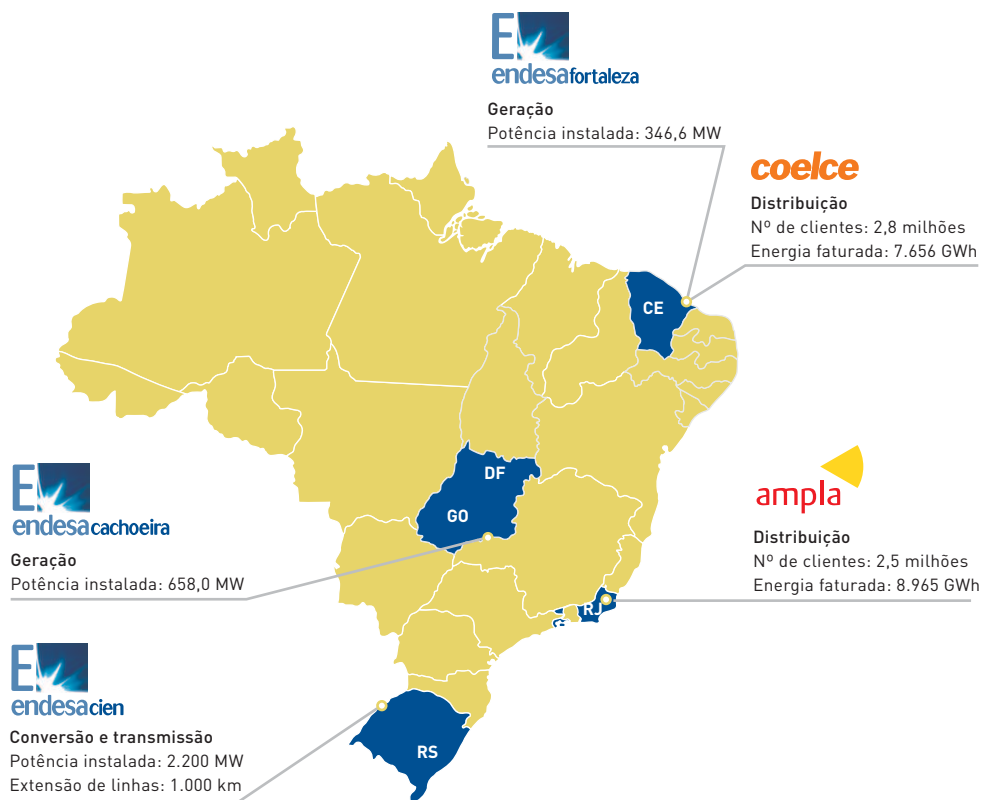 E
endesafortaleza
Geração
Potência instalada: 346,6 MW
coelce
Distribuição
Nº de clientes: 2,8 milhões
Energia faturada: 7.656 GWh
CE
E
endesacachoeira
Geração
Potência instalada: 658,0 MW
DF
GO
ampla
Distribuição
Nº de clientes: 2,5 milhões
Energia faturada: 8.965 GWh
RJ
E
endesacien
Conversão e transmissão
Potência instalada: 2.200 MW
Extensão de linhas: 1.000 km
RS